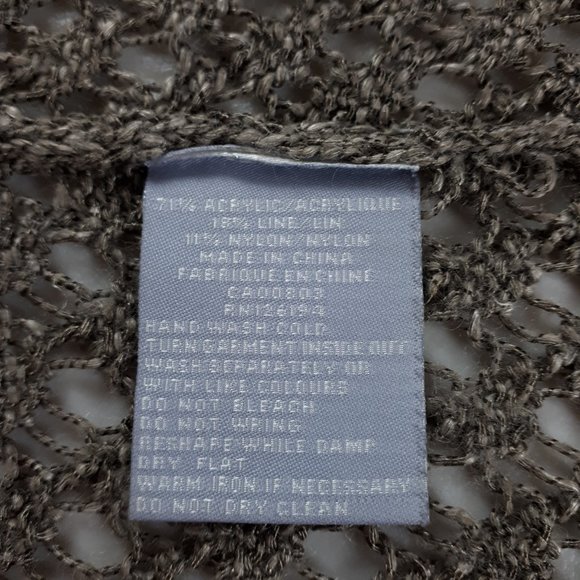 71% ACRYLIC/ACRYLIQUE
18% LINE/LIN
11% NYLON/NYLON
MADE IN CHINA
FABRIQUE EN CHINE
CA00803
RN126194
HAND WASH COLD
TURN GARMENT INSIDE OUT
WASH SEPARATELY OR
WITH LIKE COLOURS
DO NOT BLEACH
DO NOT WRING
RESHAPE WHILE DAMP
DRY FLAT
WARM IRON IF NECESSARY
DO NOT DRY CLEAN